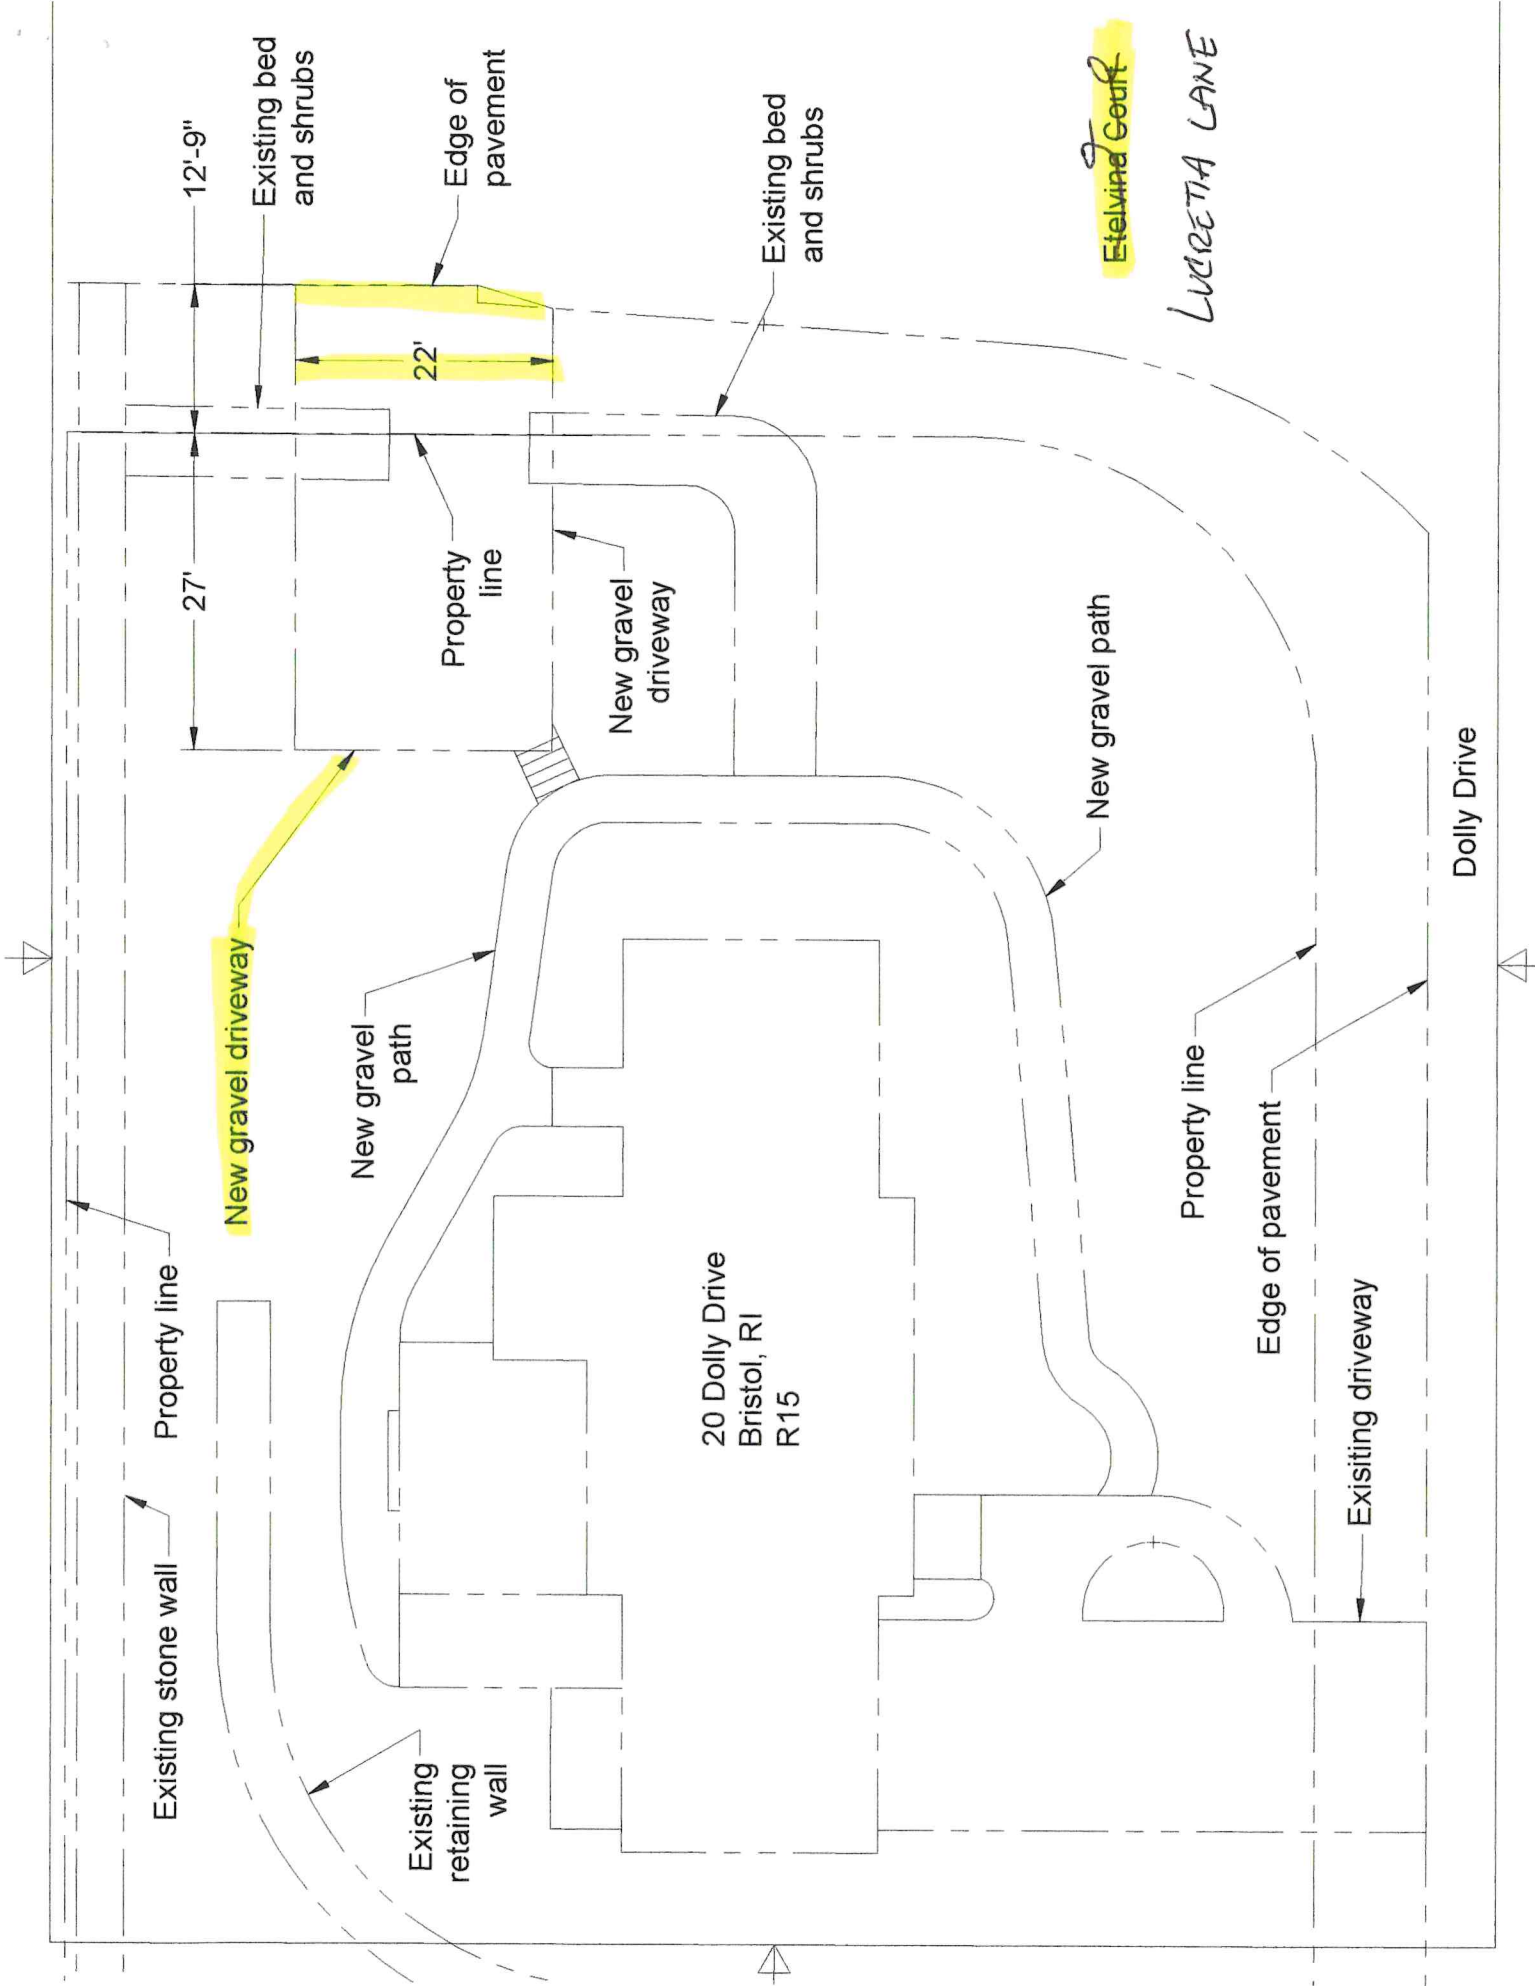 Existing stone wall
Property line
27'
12'-9"
New gravel driveway
Existing bed
and shrubs
New gravel
path
Existing
retaining
wall
22'
Property
line
Edge of
pavement
New gravel
driveway
20 Dolly Drive
Bristol, RI
R15
Existing bed
and shrubs
New gravel path
Etelvina Court
Property line
LUCRETIA LANE
Edge of pavement
Exisiting driveway
Dolly Drive